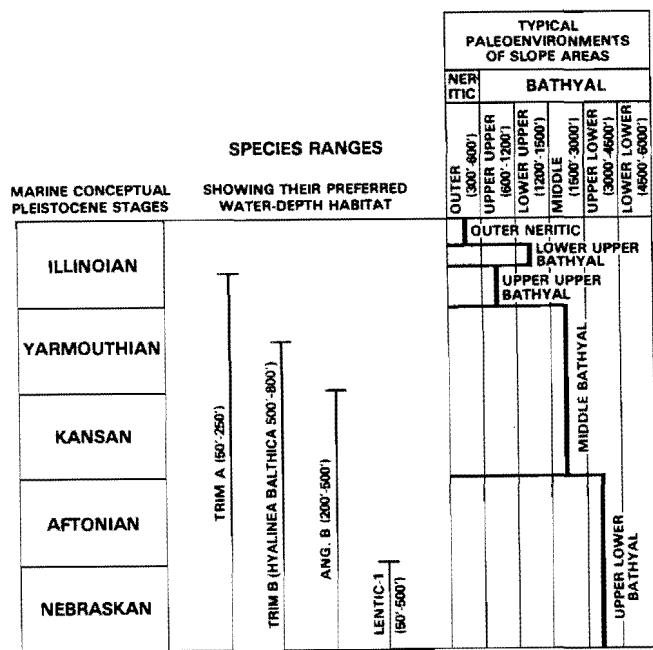 TYPICAL
PALEOENVIRONMENTS
OF SLOPE AREAS
NER-
ITIC
BATHYAL
OUTER
(300'-600')
UPPER UPPER
(600'-1200')
LOWER UPPER
(1200'-1500')
MIDDLE
(1500'-3000')
UPPER LOWER
(3000'-4500')
LOWER LOWER
(4500'-6000')
SPECIES RANGES
SHOWING THEIR PREFERRED
WATER-DEPTH HABITAT
MARINE CONCEPTUAL
PLEISTOCENE STAGES
ILLINOIAN
YARMOUTHIAN
KANSAN
AFTONIAN
NEBRASKAN
TRIM A (50'-250')
TRIM B (HYALINEA BALTHICA 500'-800')
ANG. B (200'-500')
LENTIC-1
(50'-500')
OUTER NERITIC
LOWER UPPER
BATHYAL
UPPER UPPER
BATHYAL
MIDDLE BATHYAL
UPPER LOWER
BATHYAL